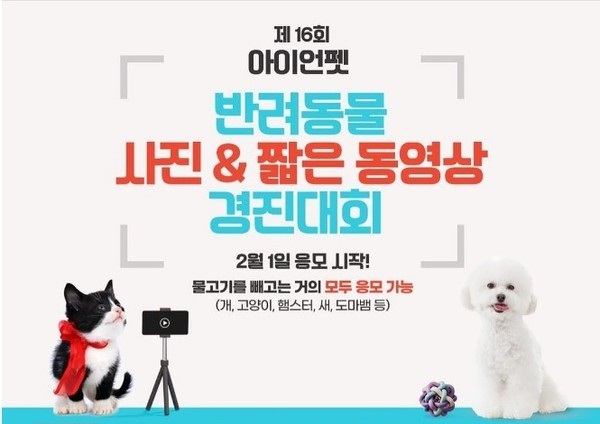 제 16회
아이언펫
반려동물
사진 & 짧은 동영상
경진대회
2월 1일 응모 시작!
물고기를 빼고는 거의 모두 응모 가능
(개, 고양이, 햄스터, 새, 도마뱀 등)